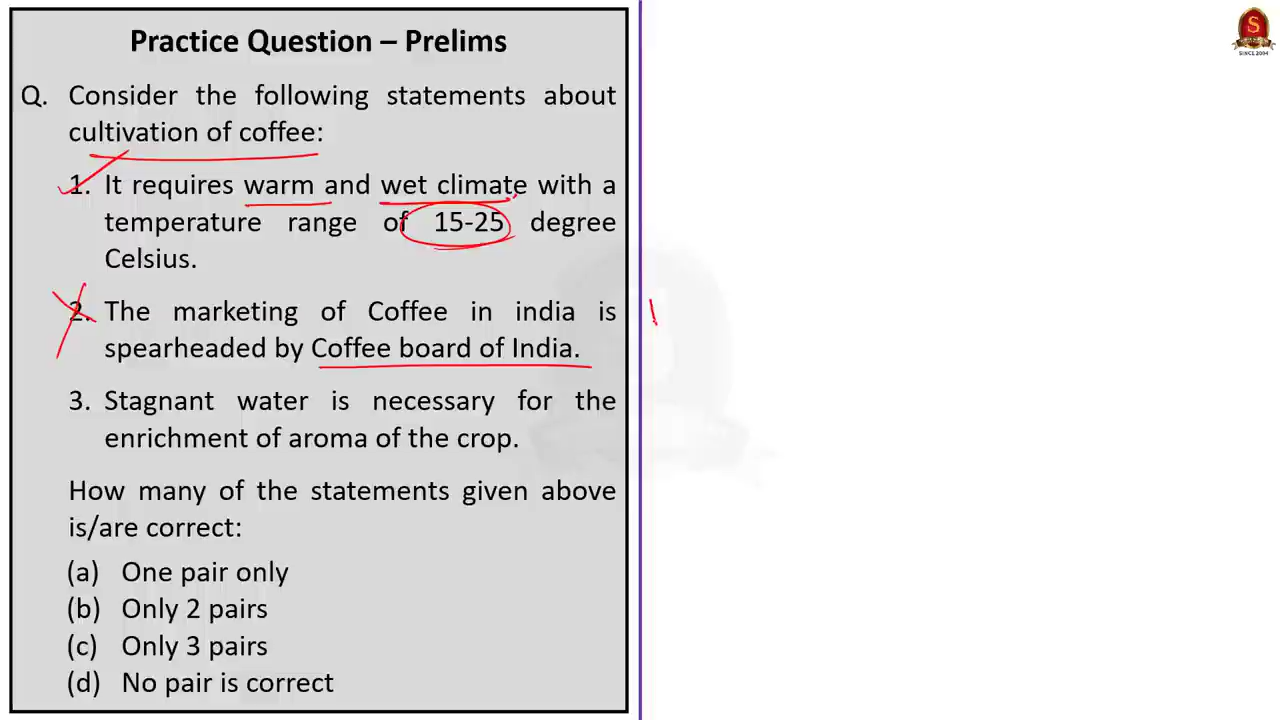 Practice Question – Prelims
Q. Consider the following statements about
cultivation of coffee:
1. It requires warm and wet climate with a
temperature range of 15-25 degree
Celsius.
2. The marketing of Coffee in india is
spearheaded by Coffee board of India.
3. Stagnant water is necessary for the
enrichment of aroma of the crop.
How many of the statements given above
is/are correct:
(a) One pair only
(b) Only 2 pairs
(c) Only 3 pairs
(d) No pair is correct
S
SINCE 2004